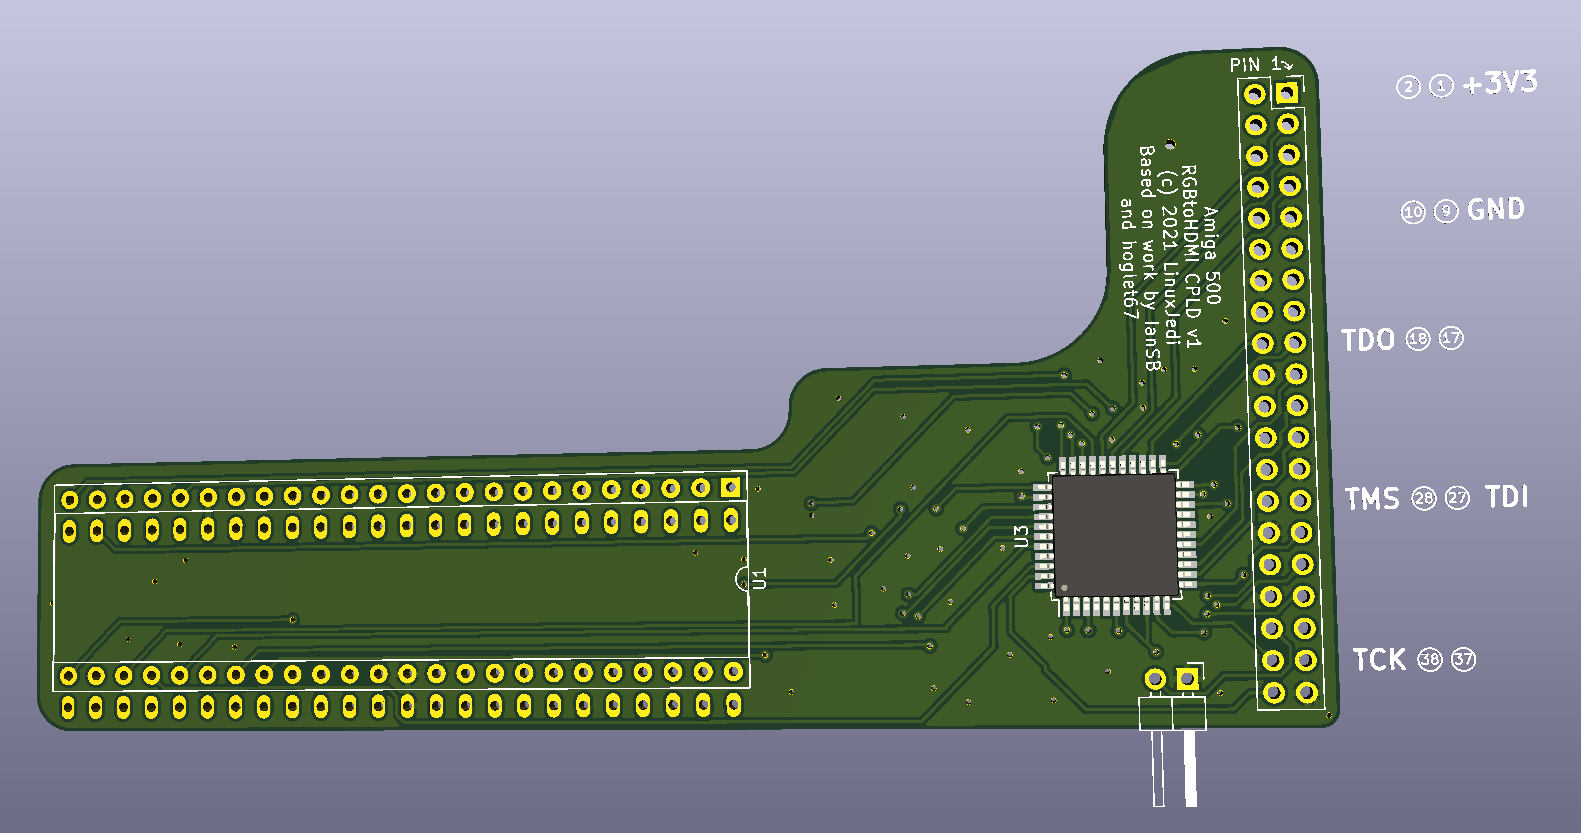 PIN 1
2 1 +3V3
10 9 GND
Amiga 500
RGBtoHDMI CPLD v1
(c) 2021 LinuxJedi
Based on work by IanSB
and hoglet67
TDO 18 17
TMS 28 27 TDI
U3
U1
TCK 38 37